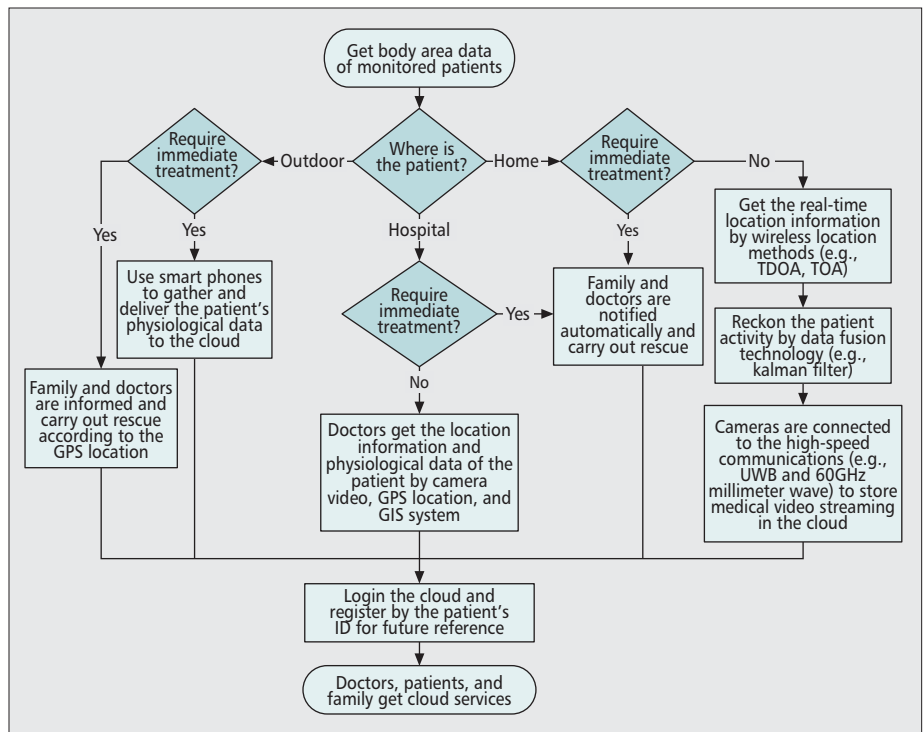 Get body area data
of monitored patients
Require
immediate
treatment?
Outdoor
Where is
the patient?
Home
Require
immediate
treatment?
No
Yes
Yes
Hospital
Yes
Get the real-time
location information
by wireless location
methods (e.g.,
TDOA, TOA)
Use smart phones
to gather and
deliver the patient's
physiological data
to the cloud
Require
immediate
treatment?
Yes
Family and
doctors are
notified
automatically and
carry out rescue
Reckon the patient
activity by data fusion
technology (e.g.,
kalman filter)
No
Family and doctors
are informed and
carry out rescue
according to the
GPS location
Doctors get the location
information and
physiological data of the
patient by camera
video, GPS location, and
GIS system
Cameras are connected
to the high-speed
communications (e.g.,
UWB and 60GHz
millimeter wave) to store
medical video streaming
in the cloud
Login the cloud and
register by the patient's
ID for future reference
Doctors, patients, and
family get cloud services